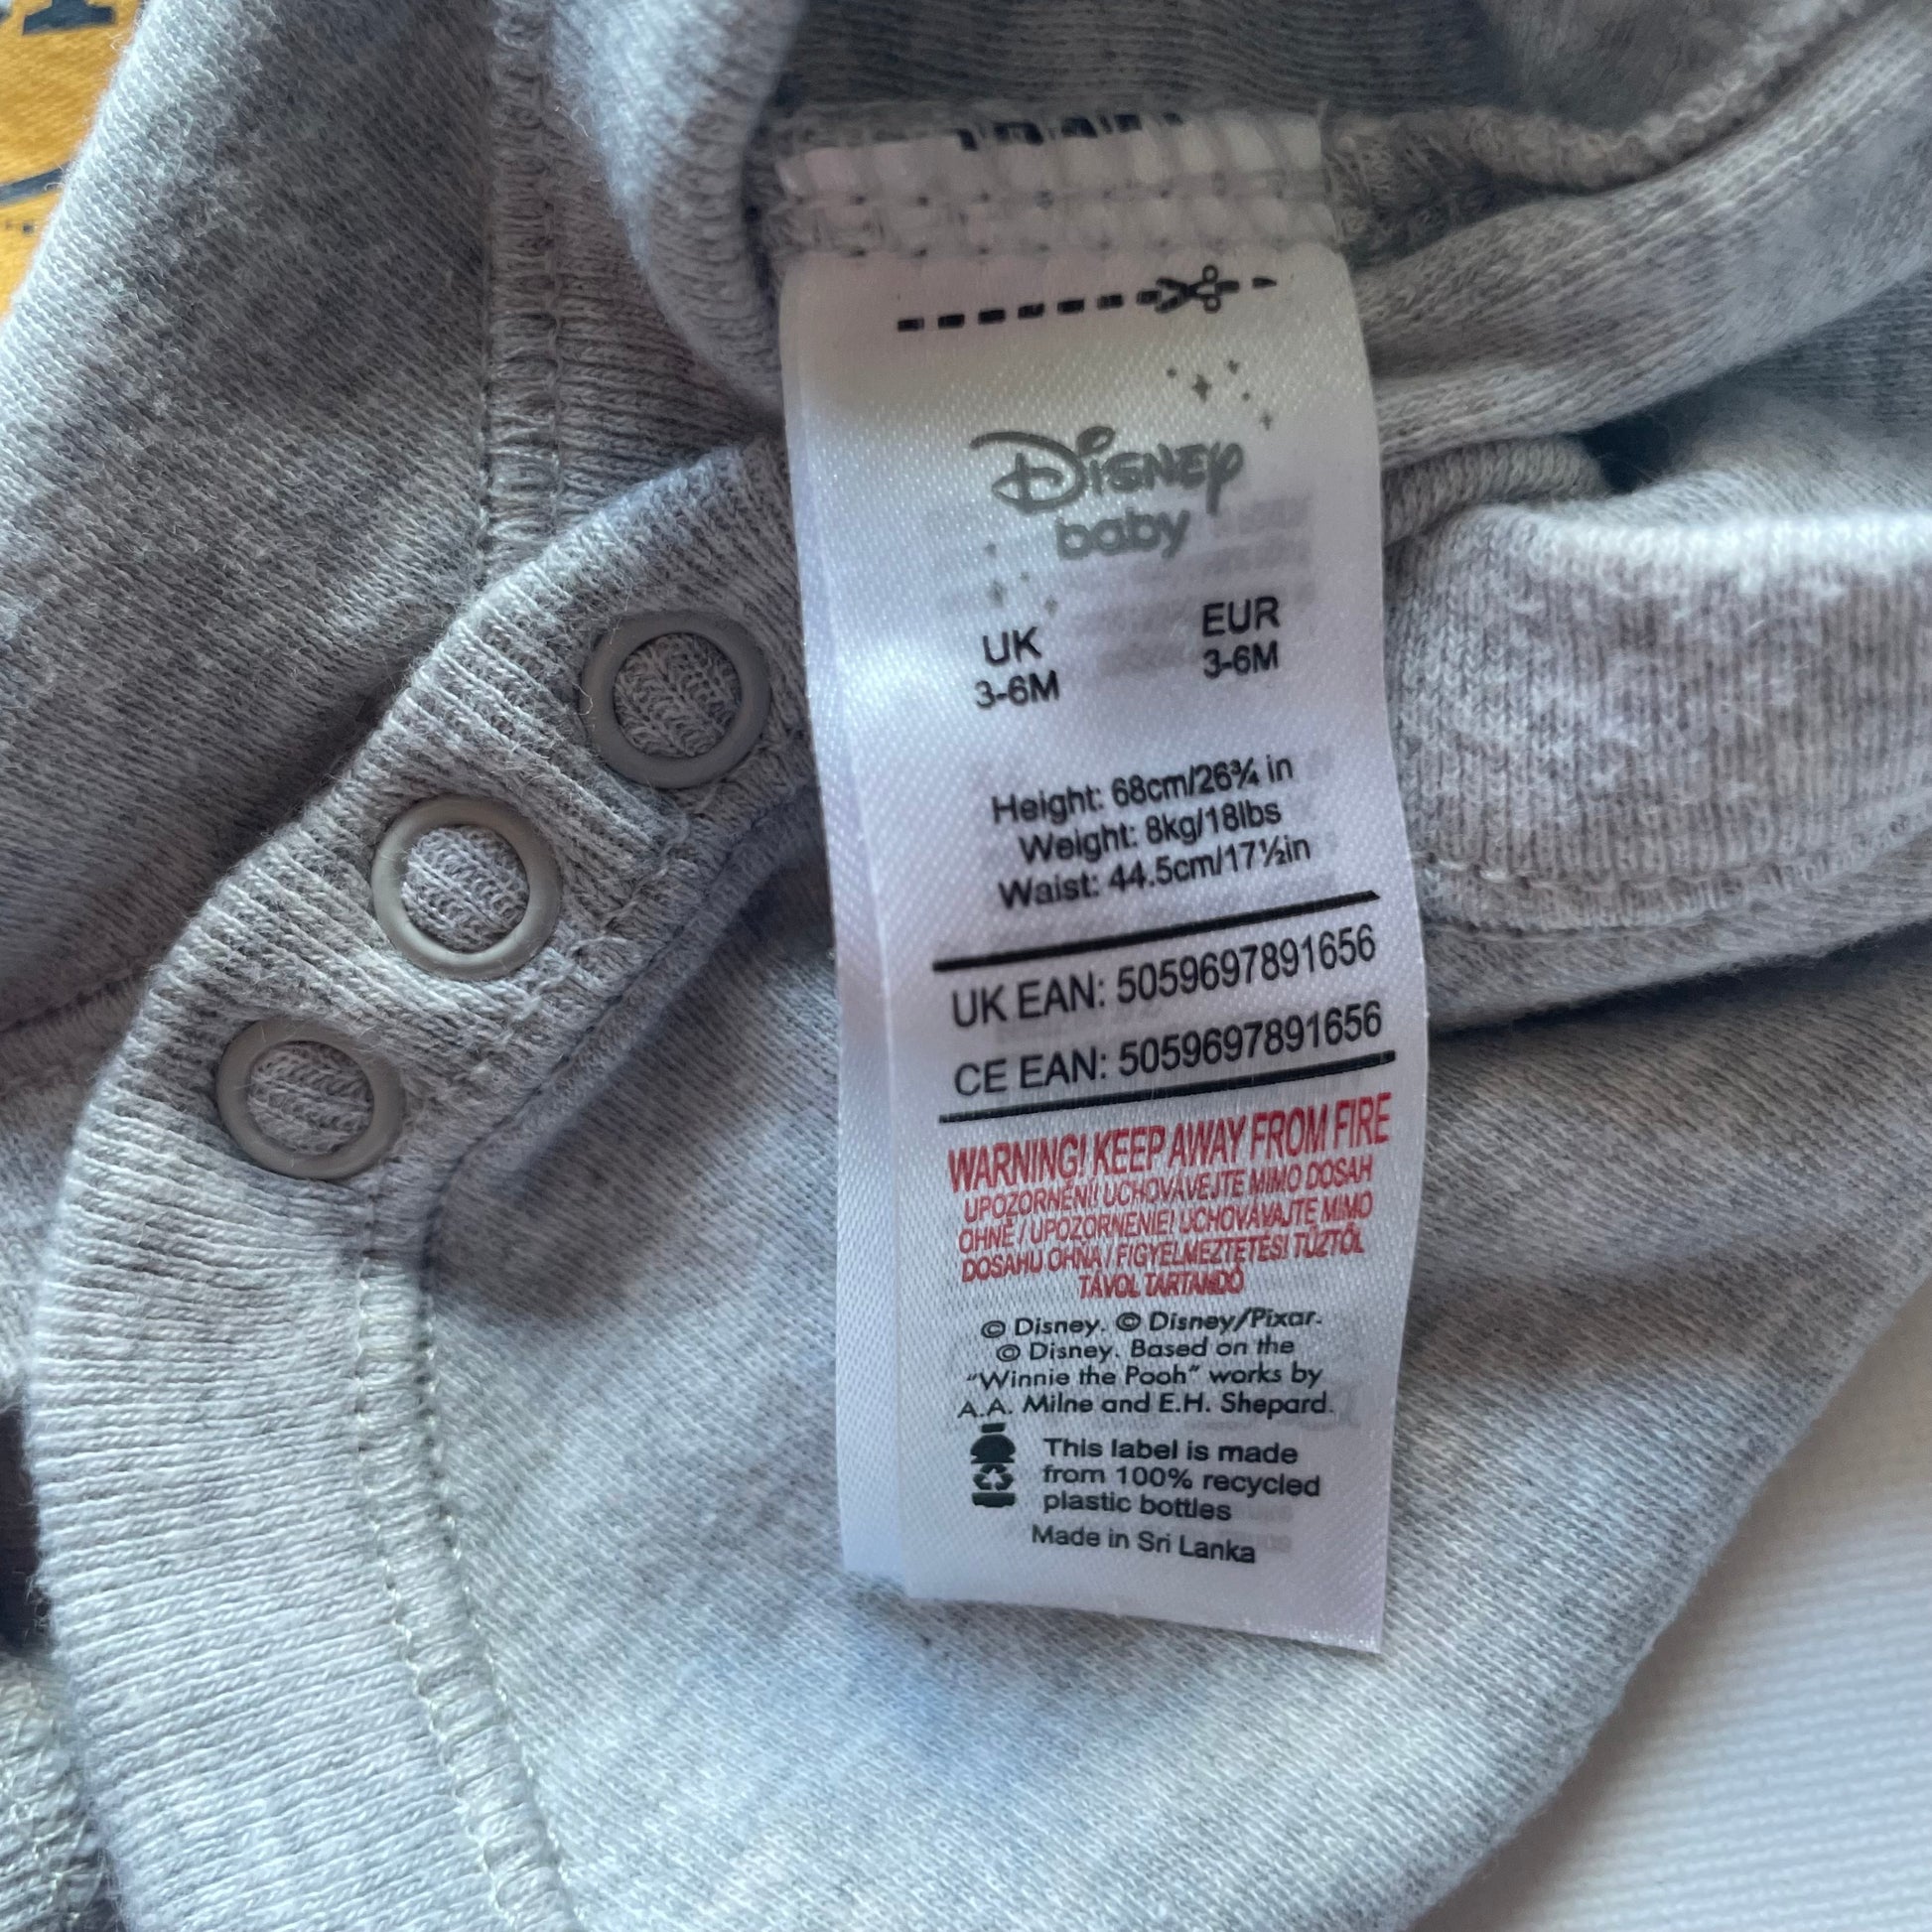 Disney
baby
UK EUR
3-6M 3-6M
Height: 68cm/26¾ in
Weight: 8kg/18lbs
Waist: 44.5cm/17½in
UK EAN: 5059697891656
CE EAN: 5059697891656
WARNING! KEEP AWAY FROM FIRE
UPOZORNĚNÍ! UCHOVÁVEJTE MIMO DOSAH
OHNĚ / UPOZORNENIE! UCHOVÁVAJTE MIMO
DOSAHU OHŇA / FIGYELMEZTETÉS! TŰZTŐL
TÁVOL TARTANDÓ
© Disney. © Disney/Pixar.
© Disney. Based on the
"Winnie the Pooh" works by
A.A. Milne and E.H. Shepard.
This label is made
from 100% recycled
plastic bottles
Made in Sri Lanka